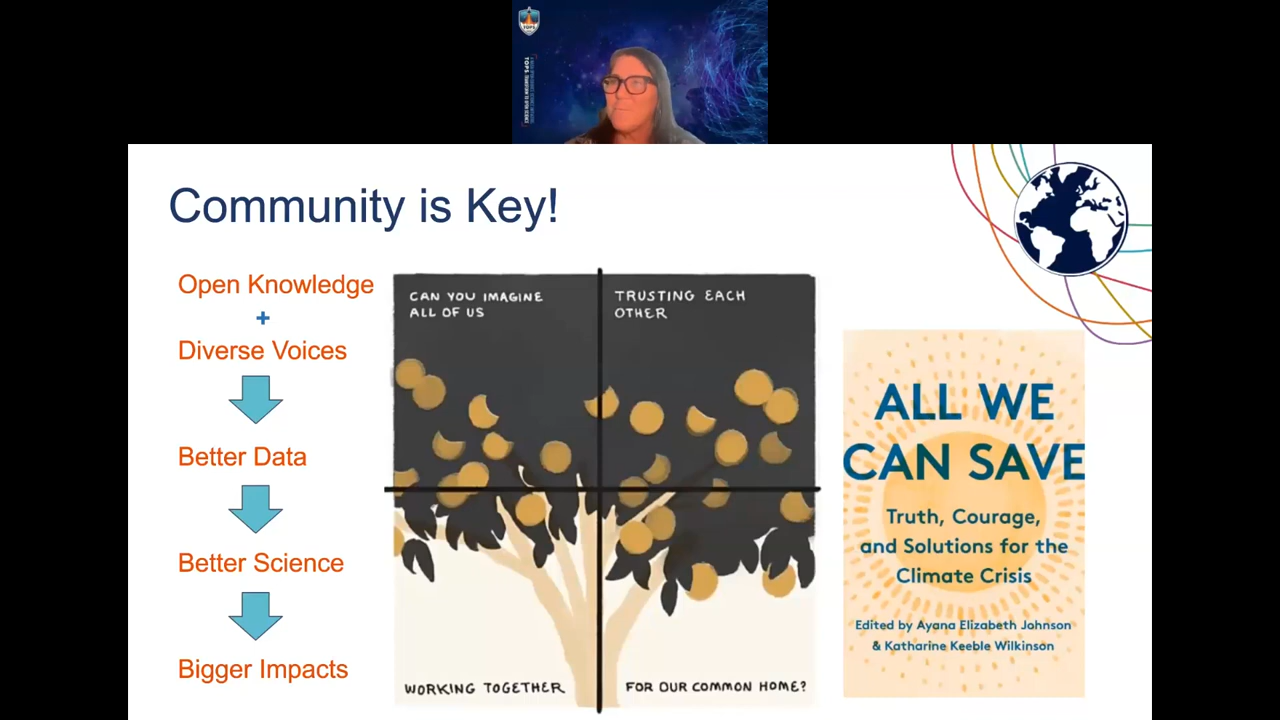 TOPS
Community is Key!
Open Knowledge
+
Diverse Voices
Better Data
Better Science
Bigger Impacts
CAN YOU IMAGINE
ALL OF US
TRUSTING EACH
OTHER
WORKING TOGETHER
FOR OUR COMMON HOME?
ALL WE
CAN SAVE
Truth, Courage,
and Solutions for the
Climate Crisis
Edited by Ayana Elizabeth Johnson
& Katharine Keeble Wilkinson